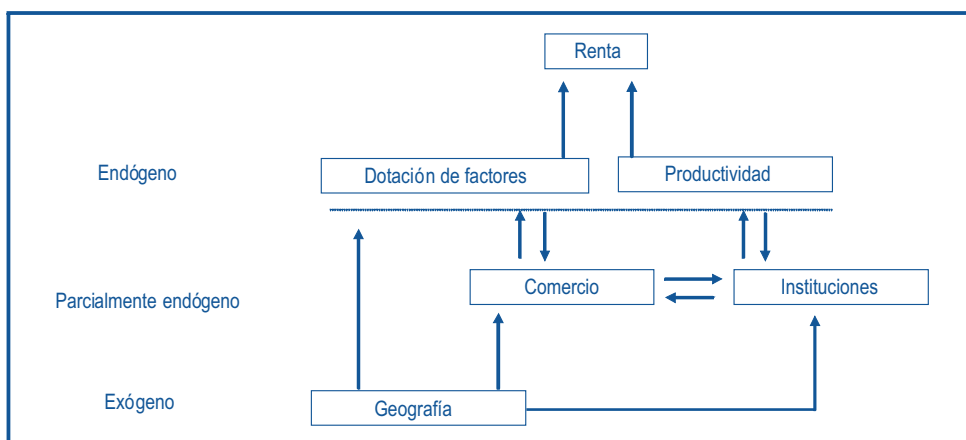 Renta
Endógeno
Dotación de factores
Productividad
Parcialmente endógeno
Comercio
Instituciones
Exógeno
Geografía